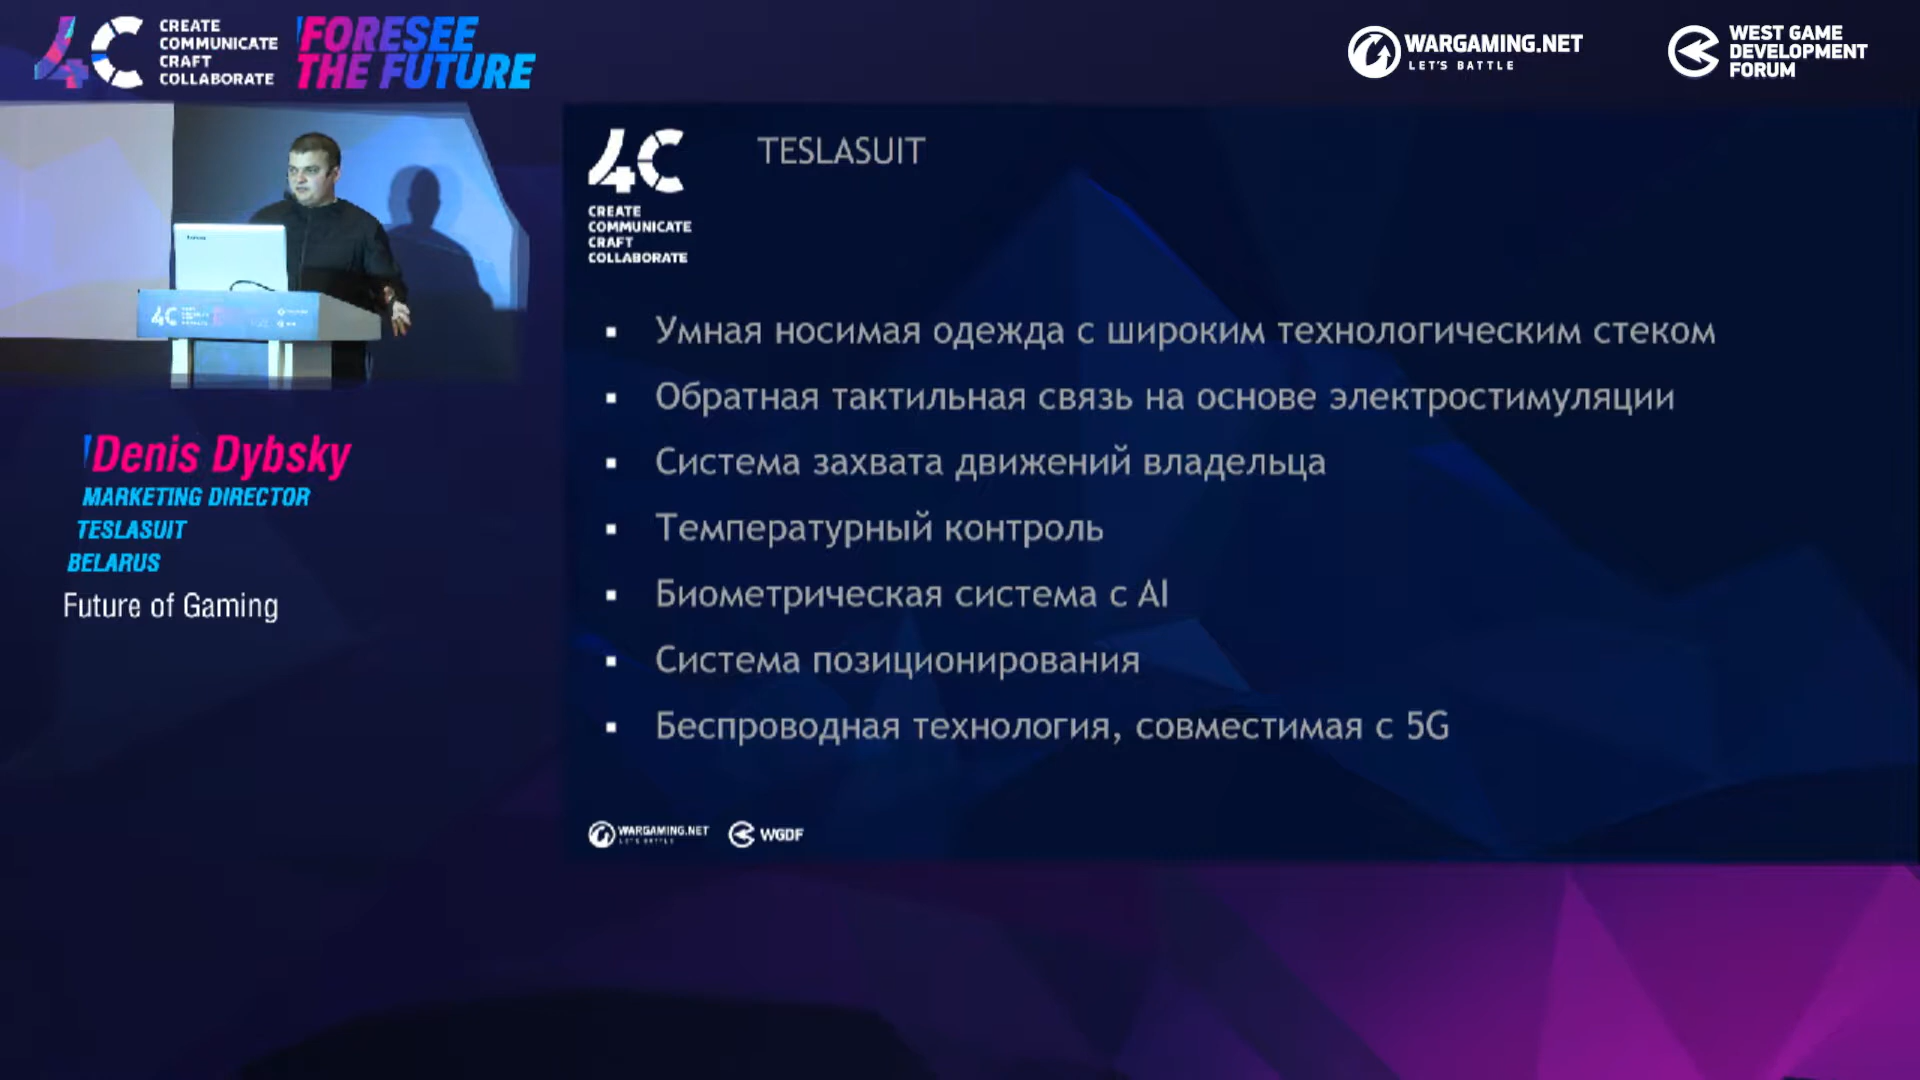 4C
CREATE
COMMUNICATE
CRAFT
COLLABORATE
FORESEE
THE FUTURE
WARGAMING.NET
LET'S BATTLE
WEST GAME
DEVELOPMENT
FORUM
4C
Denis Dybsky
MARKETING DIRECTOR
TESLASUIT
BELARUS
Future of Gaming
4C
CREATE
COMMUNICATE
CRAFT
COLLABORATE
TESLASUIT
▪ Умная носимая одежда с широким технологическим стеком
▪ Обратная тактильная связь на основе электростимуляции
▪ Система захвата движений владельца
▪ Температурный контроль
▪ Биометрическая система с AI
▪ Система позиционирования
▪ Беспроводная технология, совместимая с 5G
WARGAMING.NET
LET'S BATTLE
WGDF